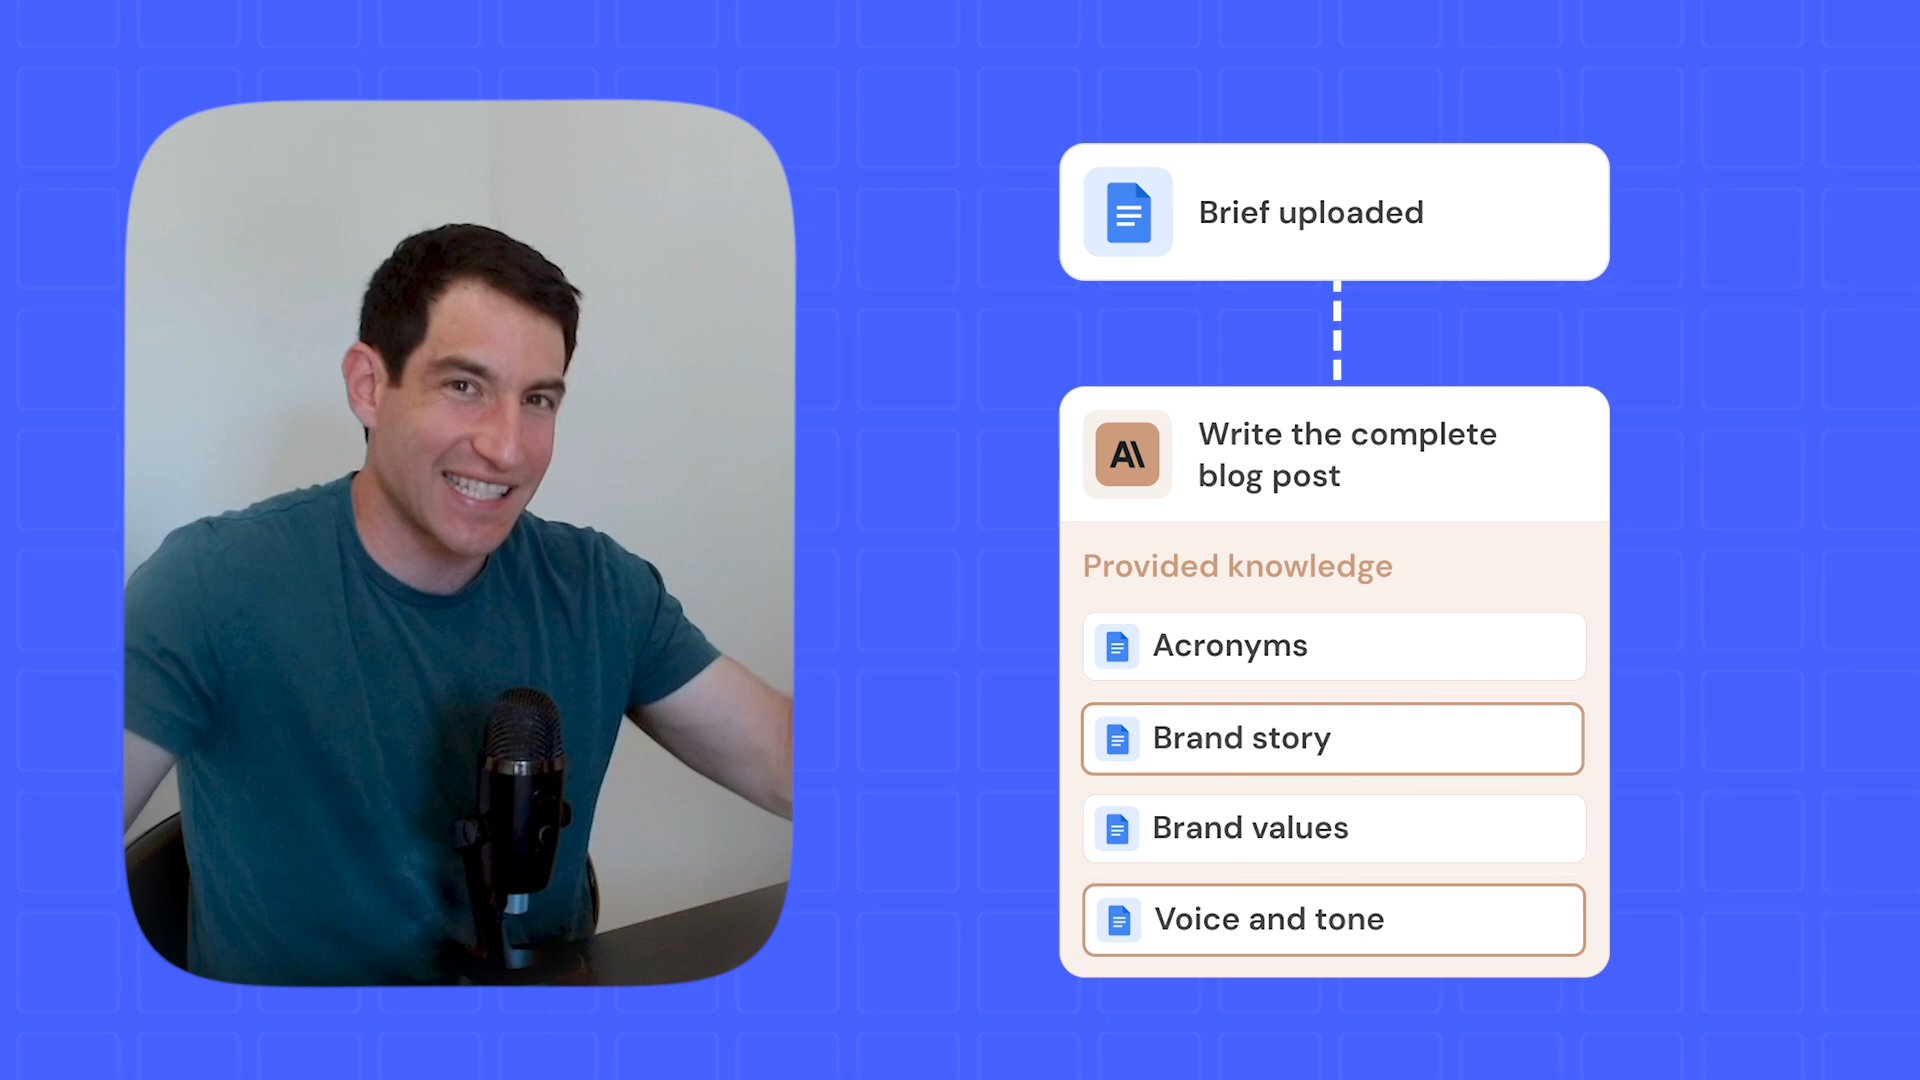 Brief uploaded
A\
Write the complete
blog post
Provided knowledge
Acronyms
Brand story
Brand values
Voice and tone